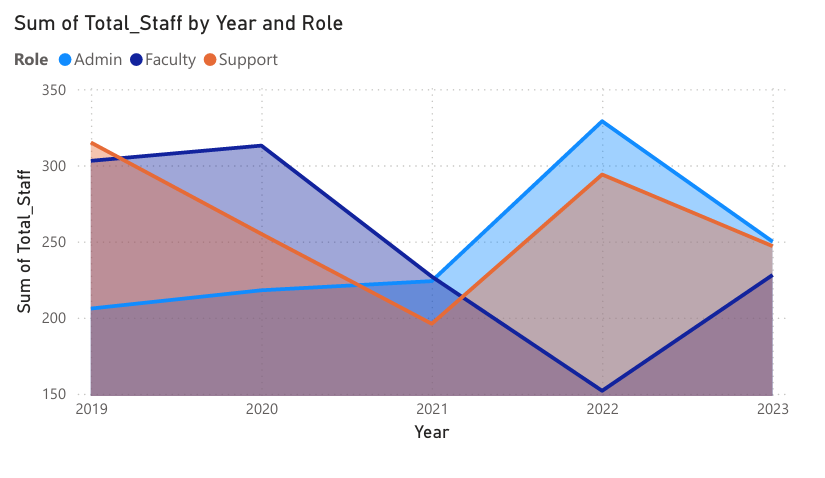 Sum of Total_Staff by Year and Role
Role Admin Faculty Support
350
300
250
200
150
Sum of Total_Staff
2019 2020 2021 2022 2023
Year